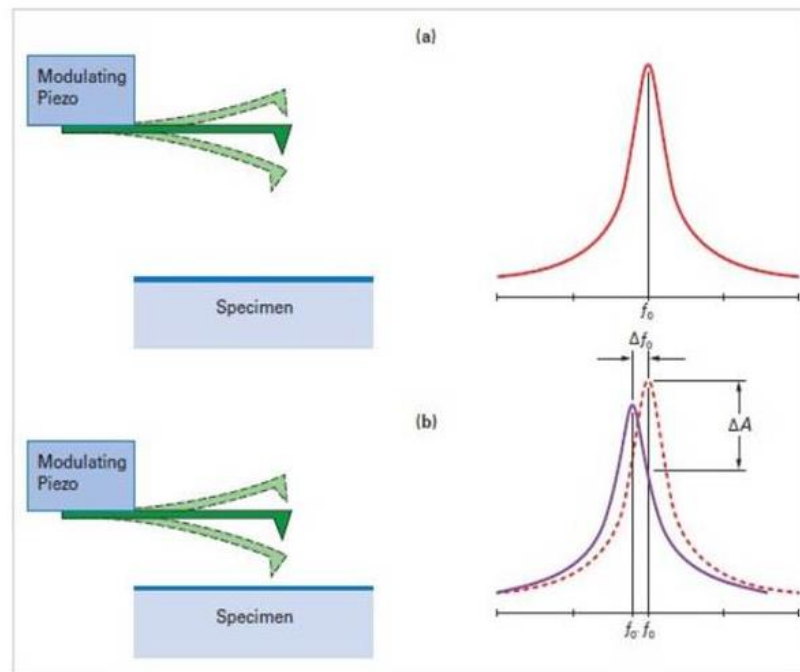 (a)
Modulating
Piezo
Specimen
f₀
Δf₀
(b)
ΔA
Modulating
Piezo
Specimen
f₀' f₀